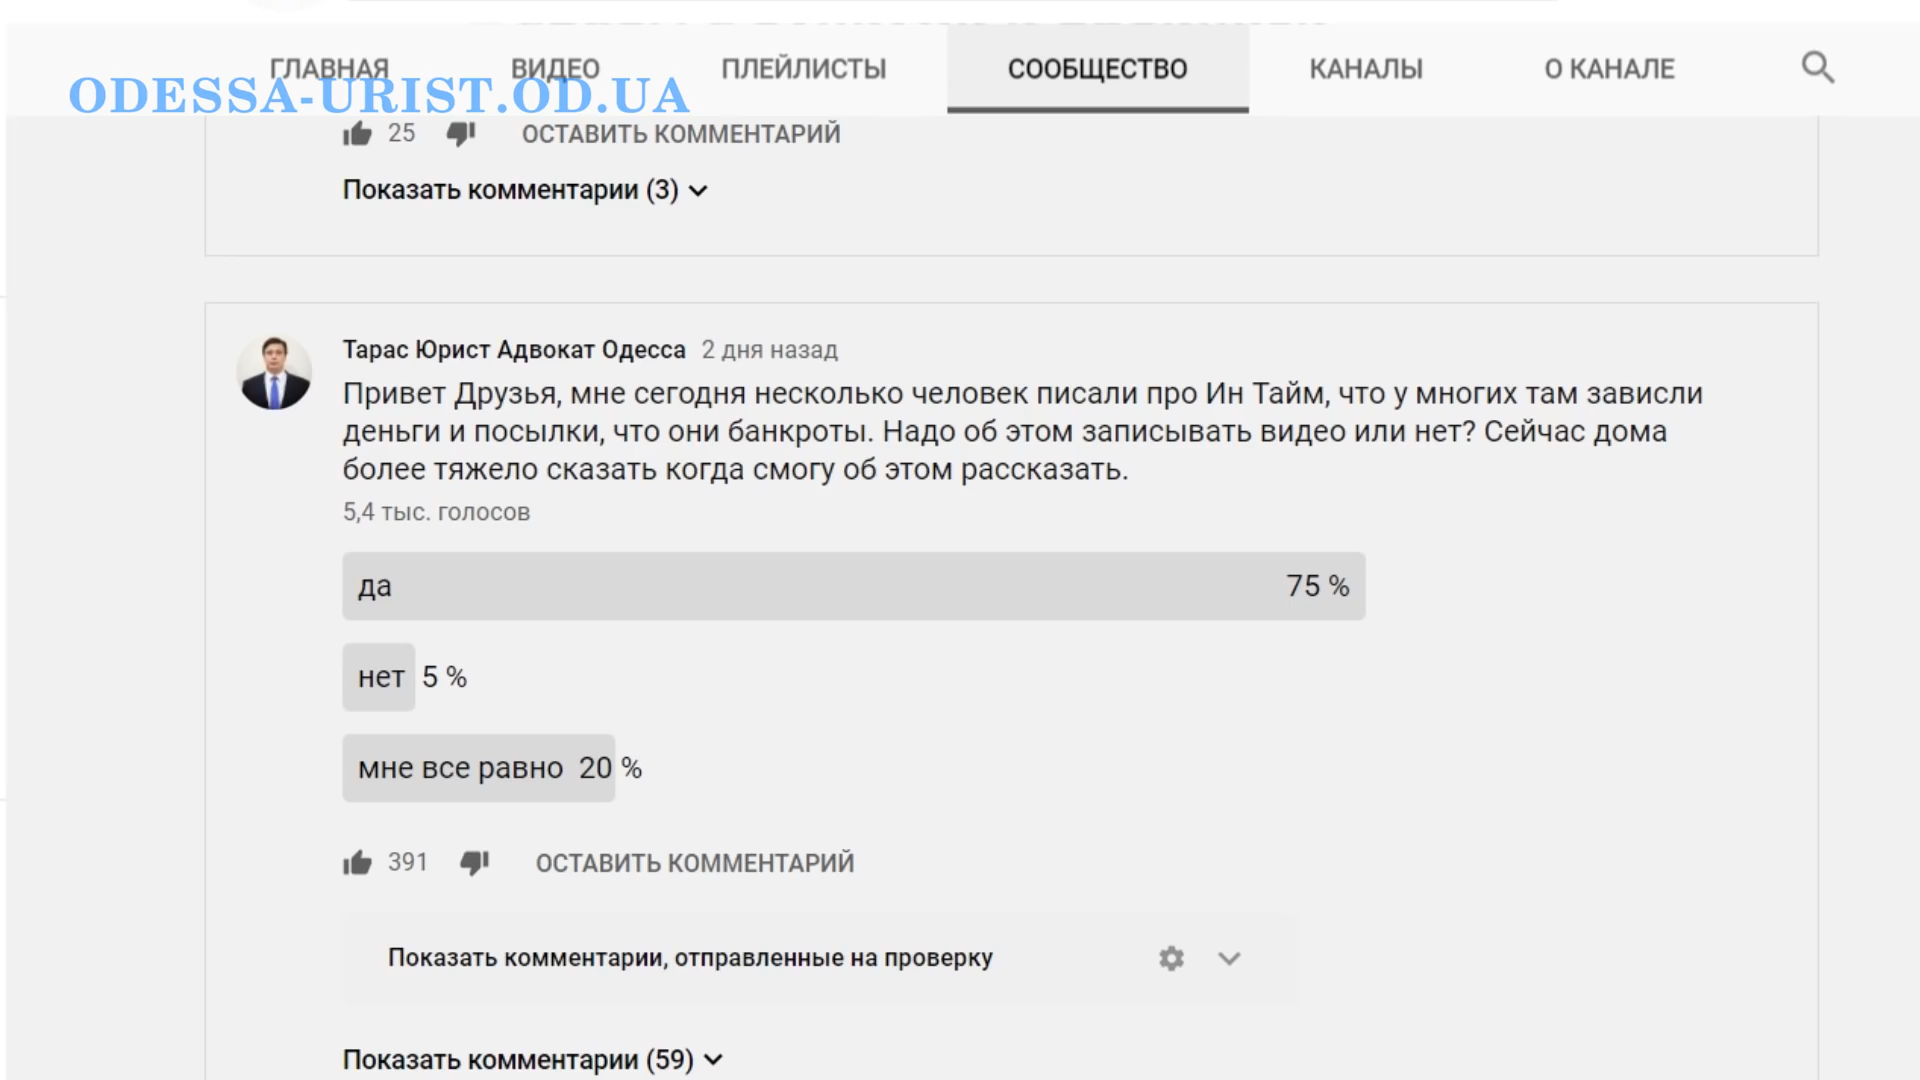 ГЛАВНАЯ ВИДЕО ПЛЕЙЛИСТЫ СООБЩЕСТВО КАНАЛЫ О КАНАЛЕ
ODESSA-URIST.OD.UA
25 ОСТАВИТЬ КОММЕНТАРИЙ
Показать комментарии (3)
Тарас Юрист Адвокат Одесса 2 дня назад
Привет Друзья, мне сегодня несколько человек писали про Ин Тайм, что у многих там зависли
деньги и посылки, что они банкроты. Надо об этом записывать видео или нет? Сейчас дома
более тяжело сказать когда смогу об этом рассказать.
5,4 тыс. голосов
да 75 %
нет 5 %
мне все равно 20 %
391 ОСТАВИТЬ КОММЕНТАРИЙ
Показать комментарии, отправленные на проверку
Показать комментарии (59)